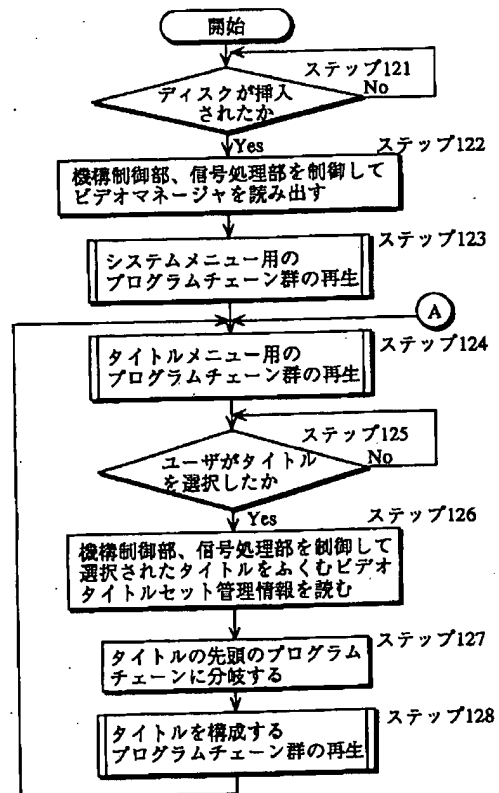 開始
ステップ121
ディスクが挿入
されたか
No
Yes
ステップ122
機構制御部、信号処理部を制御して
ビデオマネージャを読み出す
ステップ123
システムメニュー用の
プログラムチェーン群の再生
A
ステップ124
タイトルメニュー用の
プログラムチェーン群の再生
ステップ125
ユーザがタイトル
を選択したか
No
Yes
ステップ126
機構制御部、信号処理部を制御して
選択されたタイトルをふくむビデオ
タイトルセット管理情報を読む
ステップ127
タイトルの先頭のプログラム
チェーンに分岐する
ステップ128
タイトルを構成する
プログラムチェーン群の再生